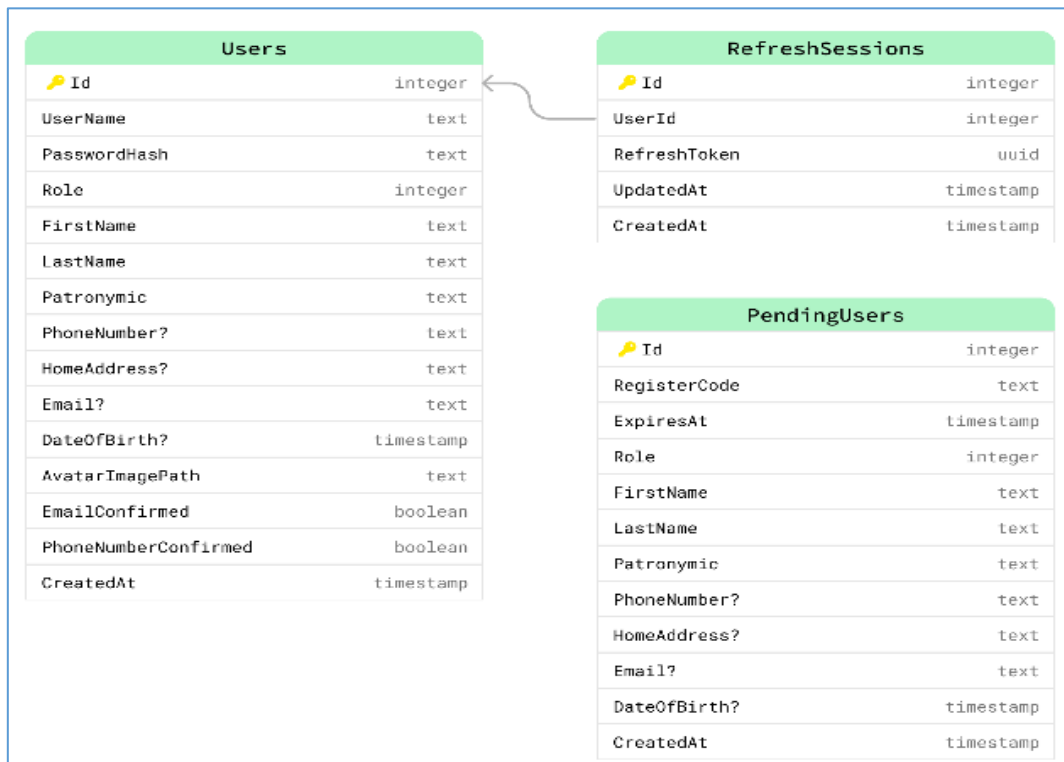 Users
Id integer
UserName text
PasswordHash text
Role integer
FirstName text
LastName text
Patronymic text
PhoneNumber? text
HomeAddress? text
Email? text
DateOfBirth? timestamp
AvatarImagePath text
EmailConfirmed boolean
PhoneNumberConfirmed boolean
CreatedAt timestamp
RefreshSessions
Id integer
UserId integer
RefreshToken uuid
UpdatedAt timestamp
CreatedAt timestamp
PendingUsers
Id integer
RegisterCode text
ExpiresAt timestamp
Role integer
FirstName text
LastName text
Patronymic text
PhoneNumber? text
HomeAddress? text
Email? text
DateOfBirth? timestamp
CreatedAt timestamp